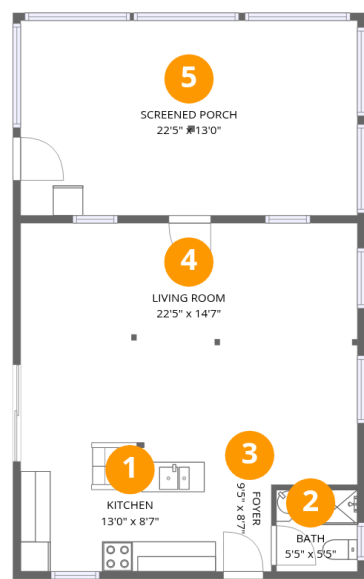 5
SCREENED PORCH
22'5" x 13'0"
4
LIVING ROOM
22'5" x 14'7"
1
KITCHEN
13'0" x 8'7"
3
FOYER
9'5" x 8'7"
2
BATH
5'5" x 5'5"